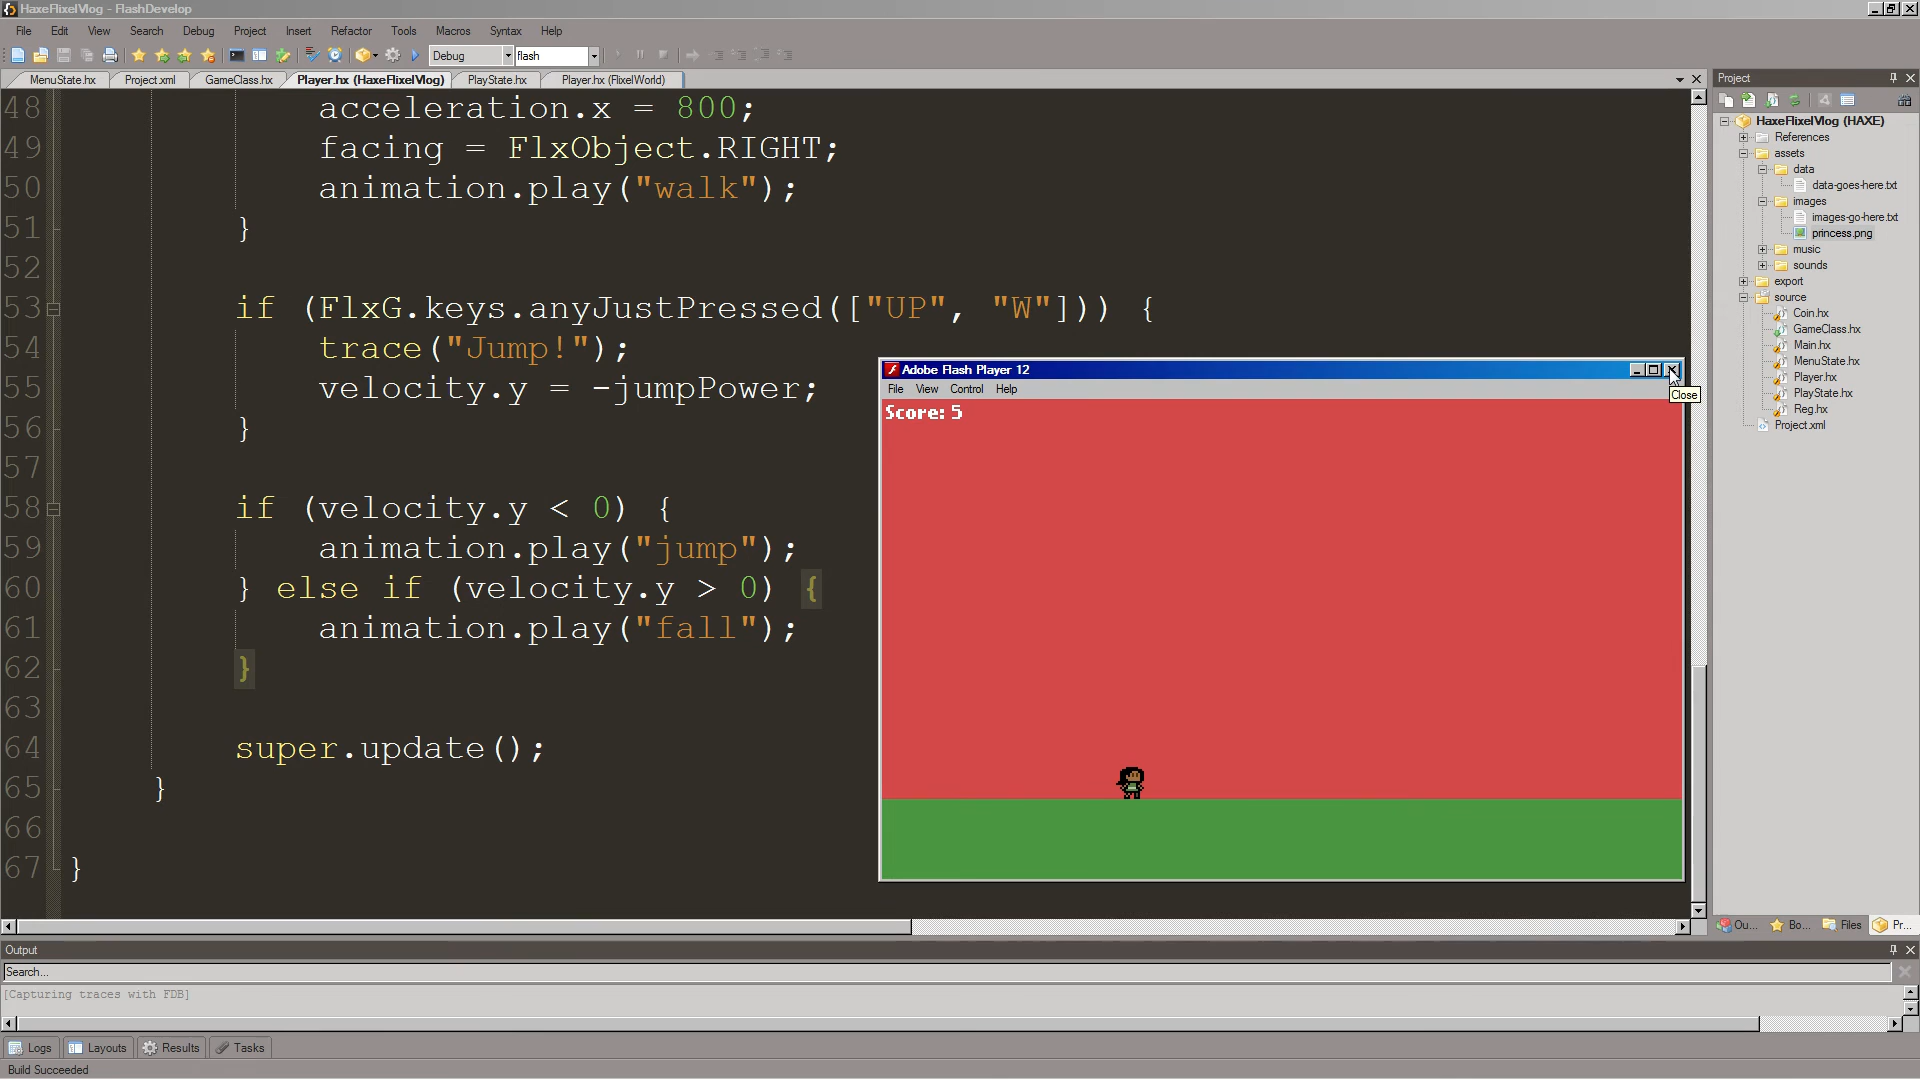 HaxeFlixelVlog - FlashDevelop
File Edit View Search Debug Project Insert Refactor Tools Macros Syntax Help
Debug flash
MenuState.hx Project.xml GameClass.hx Player.hx (HaxeFlixelVlog) PlayState.hx Player.hx (FlixelWorld)
48 acceleration.x = 800;
49 facing = FlxObject.RIGHT;
50 animation.play("walk");
51 }
52
53 if (FlxG.keys.anyJustPressed(["UP", "W"])) {
54 trace("Jump!");
55 velocity.y = -jumpPower;
56 }
57
58 if (velocity.y < 0) {
59 animation.play("jump");
60 } else if (velocity.y > 0) {
61 animation.play("fall");
62 }
63
64 super.update();
65 }
66
67 }
Adobe Flash Player 12
File View Control Help
Close
Score: 5
Project
HaxeFlixelVlog (HAXE)
References
assets
data
data-goes-here.txt
images
images-go-here.txt
princess.png
music
sounds
export
source
Coin.hx
GameClass.hx
Main.hx
MenuState.hx
Player.hx
PlayState.hx
Reg.hx
Project.xml
Ou... Bo... Files Pr...
Output
Search...
[Capturing traces with FDB]
Logs Layouts Results Tasks
Build Succeeded